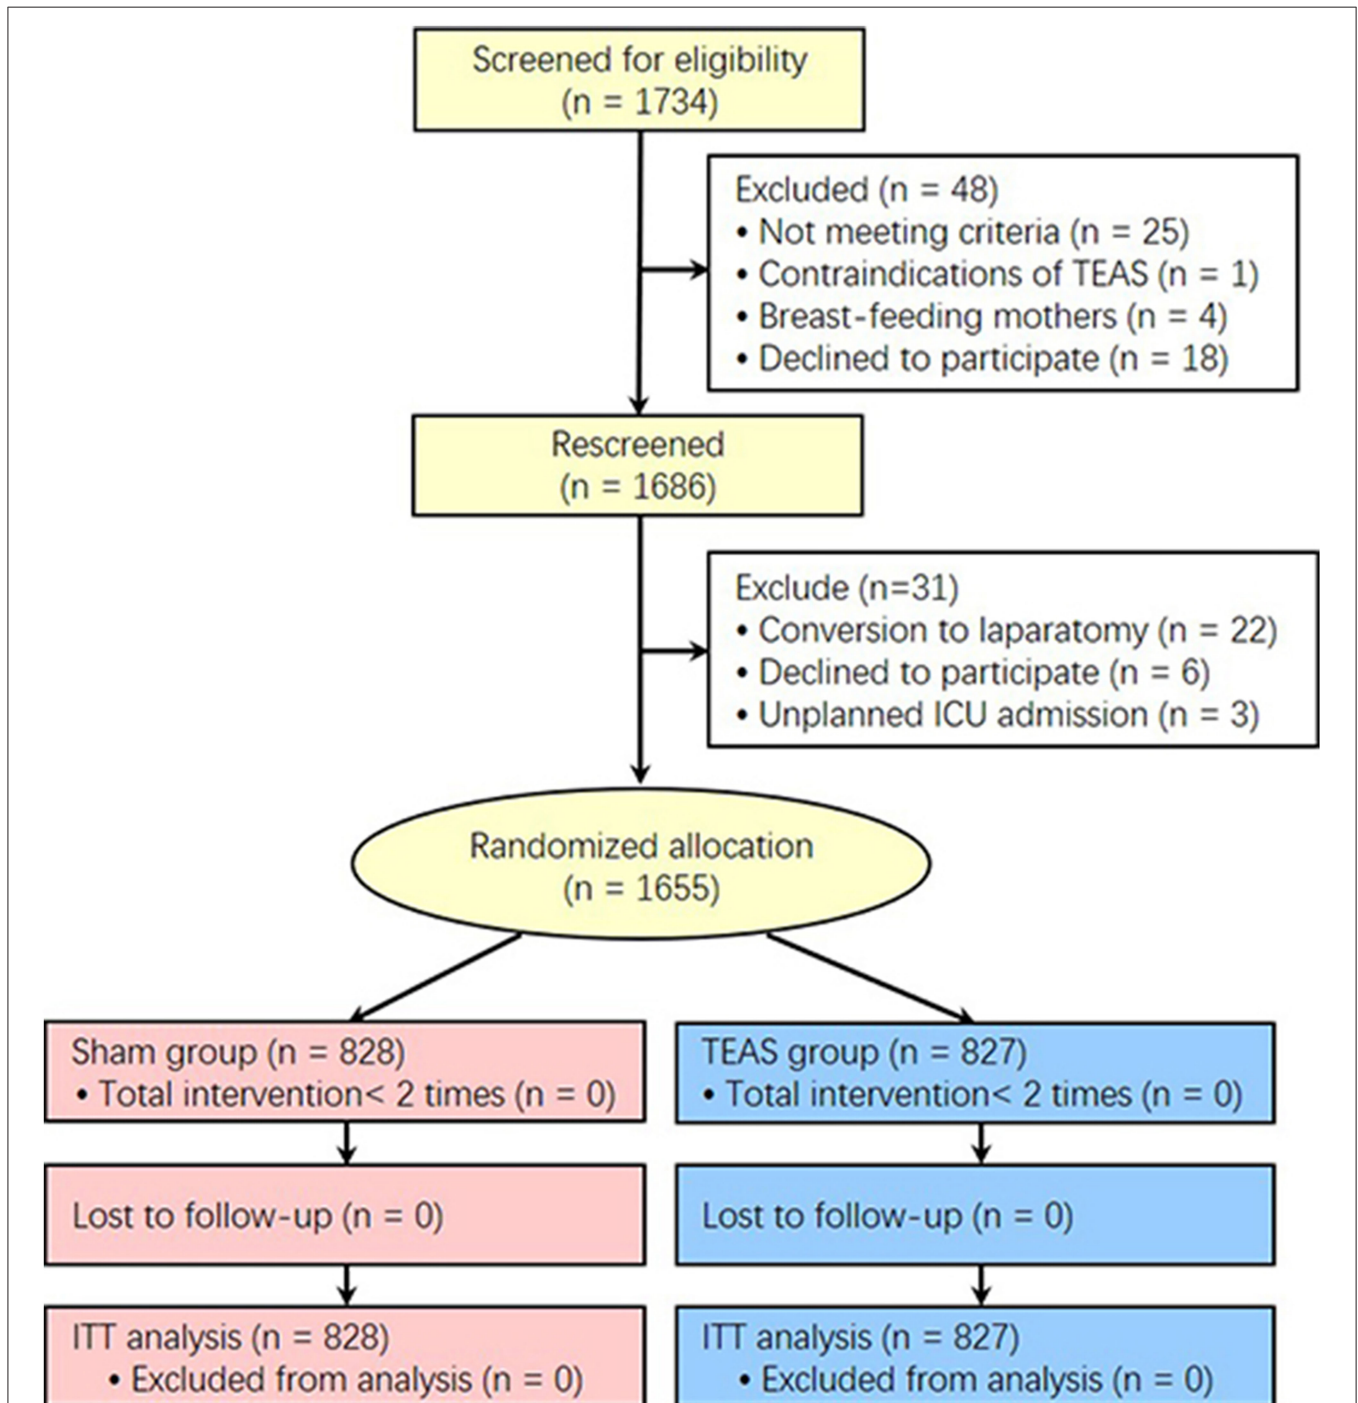 Screened for eligibility
(n = 1734)
Excluded (n = 48)
• Not meeting criteria (n = 25)
• Contraindications of TEAS (n = 1)
• Breast-feeding mothers (n = 4)
• Declined to participate (n = 18)
Rescreened
(n = 1686)
Exclude (n=31)
• Conversion to laparatomy (n = 22)
• Declined to participate (n = 6)
• Unplanned ICU admission (n = 3)
Randomized allocation
(n = 1655)
Sham group (n = 828)
• Total intervention< 2 times (n = 0)
TEAS group (n = 827)
• Total intervention< 2 times (n = 0)
Lost to follow-up (n = 0)
Lost to follow-up (n = 0)
ITT analysis (n = 828)
• Excluded from analysis (n = 0)
ITT analysis (n = 827)
• Excluded from analysis (n = 0)